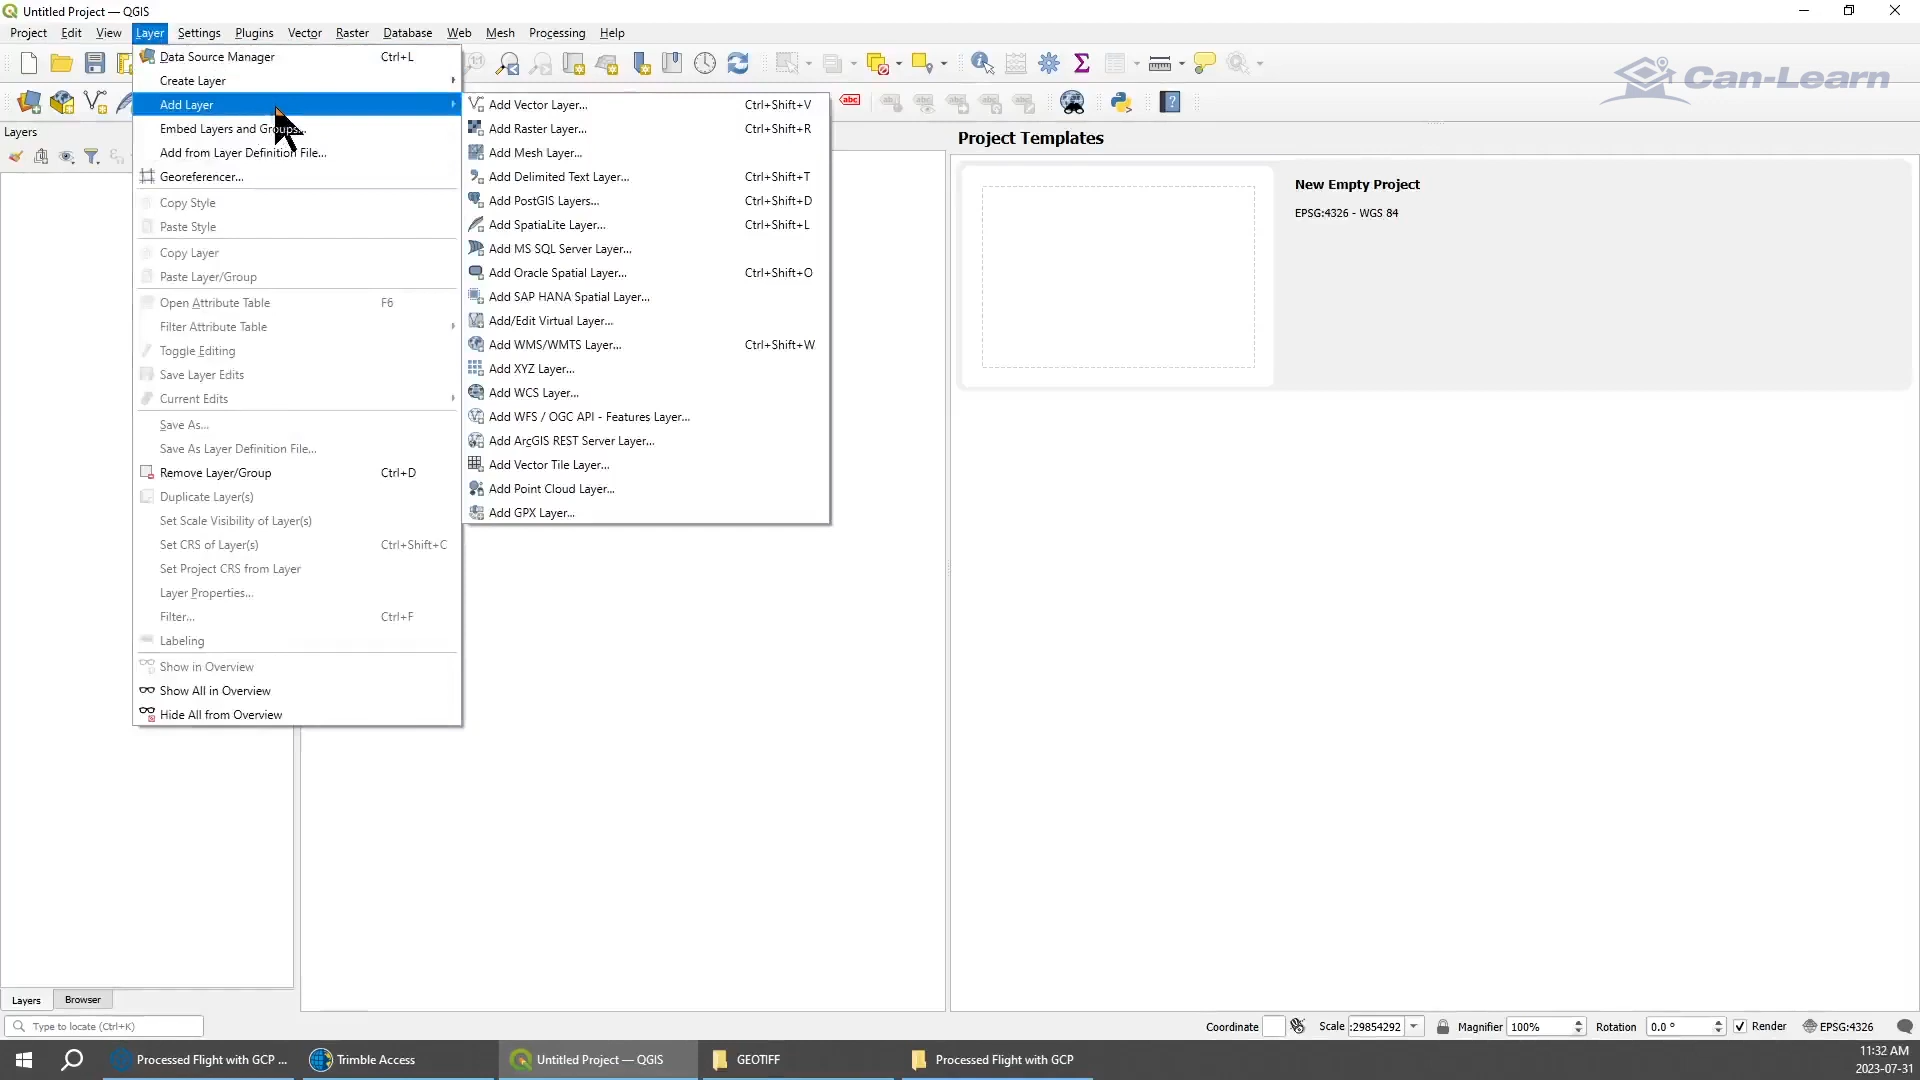 Untitled Project — QGIS
Project Edit View Layer Settings Plugins Vector Raster Database Web Mesh Processing Help
Can-Learn
Data Source Manager Ctrl+L
Create Layer
Add Layer
Embed Layers and Groups...
Add from Layer Definition File...
Georeferencer...
Copy Style
Paste Style
Copy Layer
Paste Layer/Group
Open Attribute Table F6
Filter Attribute Table
Toggle Editing
Save Layer Edits
Current Edits
Save As...
Save As Layer Definition File...
Remove Layer/Group Ctrl+D
Duplicate Layer(s)
Set Scale Visibility of Layer(s)
Set CRS of Layer(s) Ctrl+Shift+C
Set Project CRS from Layer
Layer Properties...
Filter... Ctrl+F
Labeling
Show in Overview
Show All in Overview
Hide All from Overview
Add Vector Layer... Ctrl+Shift+V
Add Raster Layer... Ctrl+Shift+R
Add Mesh Layer...
Add Delimited Text Layer... Ctrl+Shift+T
Add PostGIS Layers... Ctrl+Shift+D
Add SpatiaLite Layer... Ctrl+Shift+L
Add MS SQL Server Layer...
Add Oracle Spatial Layer... Ctrl+Shift+O
Add SAP HANA Spatial Layer...
Add/Edit Virtual Layer...
Add WMS/WMTS Layer... Ctrl+Shift+W
Add XYZ Layer...
Add WCS Layer...
Add WFS / OGC API - Features Layer...
Add ArcGIS REST Server Layer...
Add Vector Tile Layer...
Add Point Cloud Layer...
Add GPX Layer...
abc
Layers
Project Templates
New Empty Project
EPSG:4326 - WGS 84
Layers Browser
Type to locate (Ctrl+K)
Coordinate Scale :29854292 Magnifier 100% Rotation 0.0 ° Render EPSG:4326
Processed Flight with GCP ... Trimble Access Untitled Project — QGIS GEOTIFF Processed Flight with GCP
11:32 AM
2023-07-31